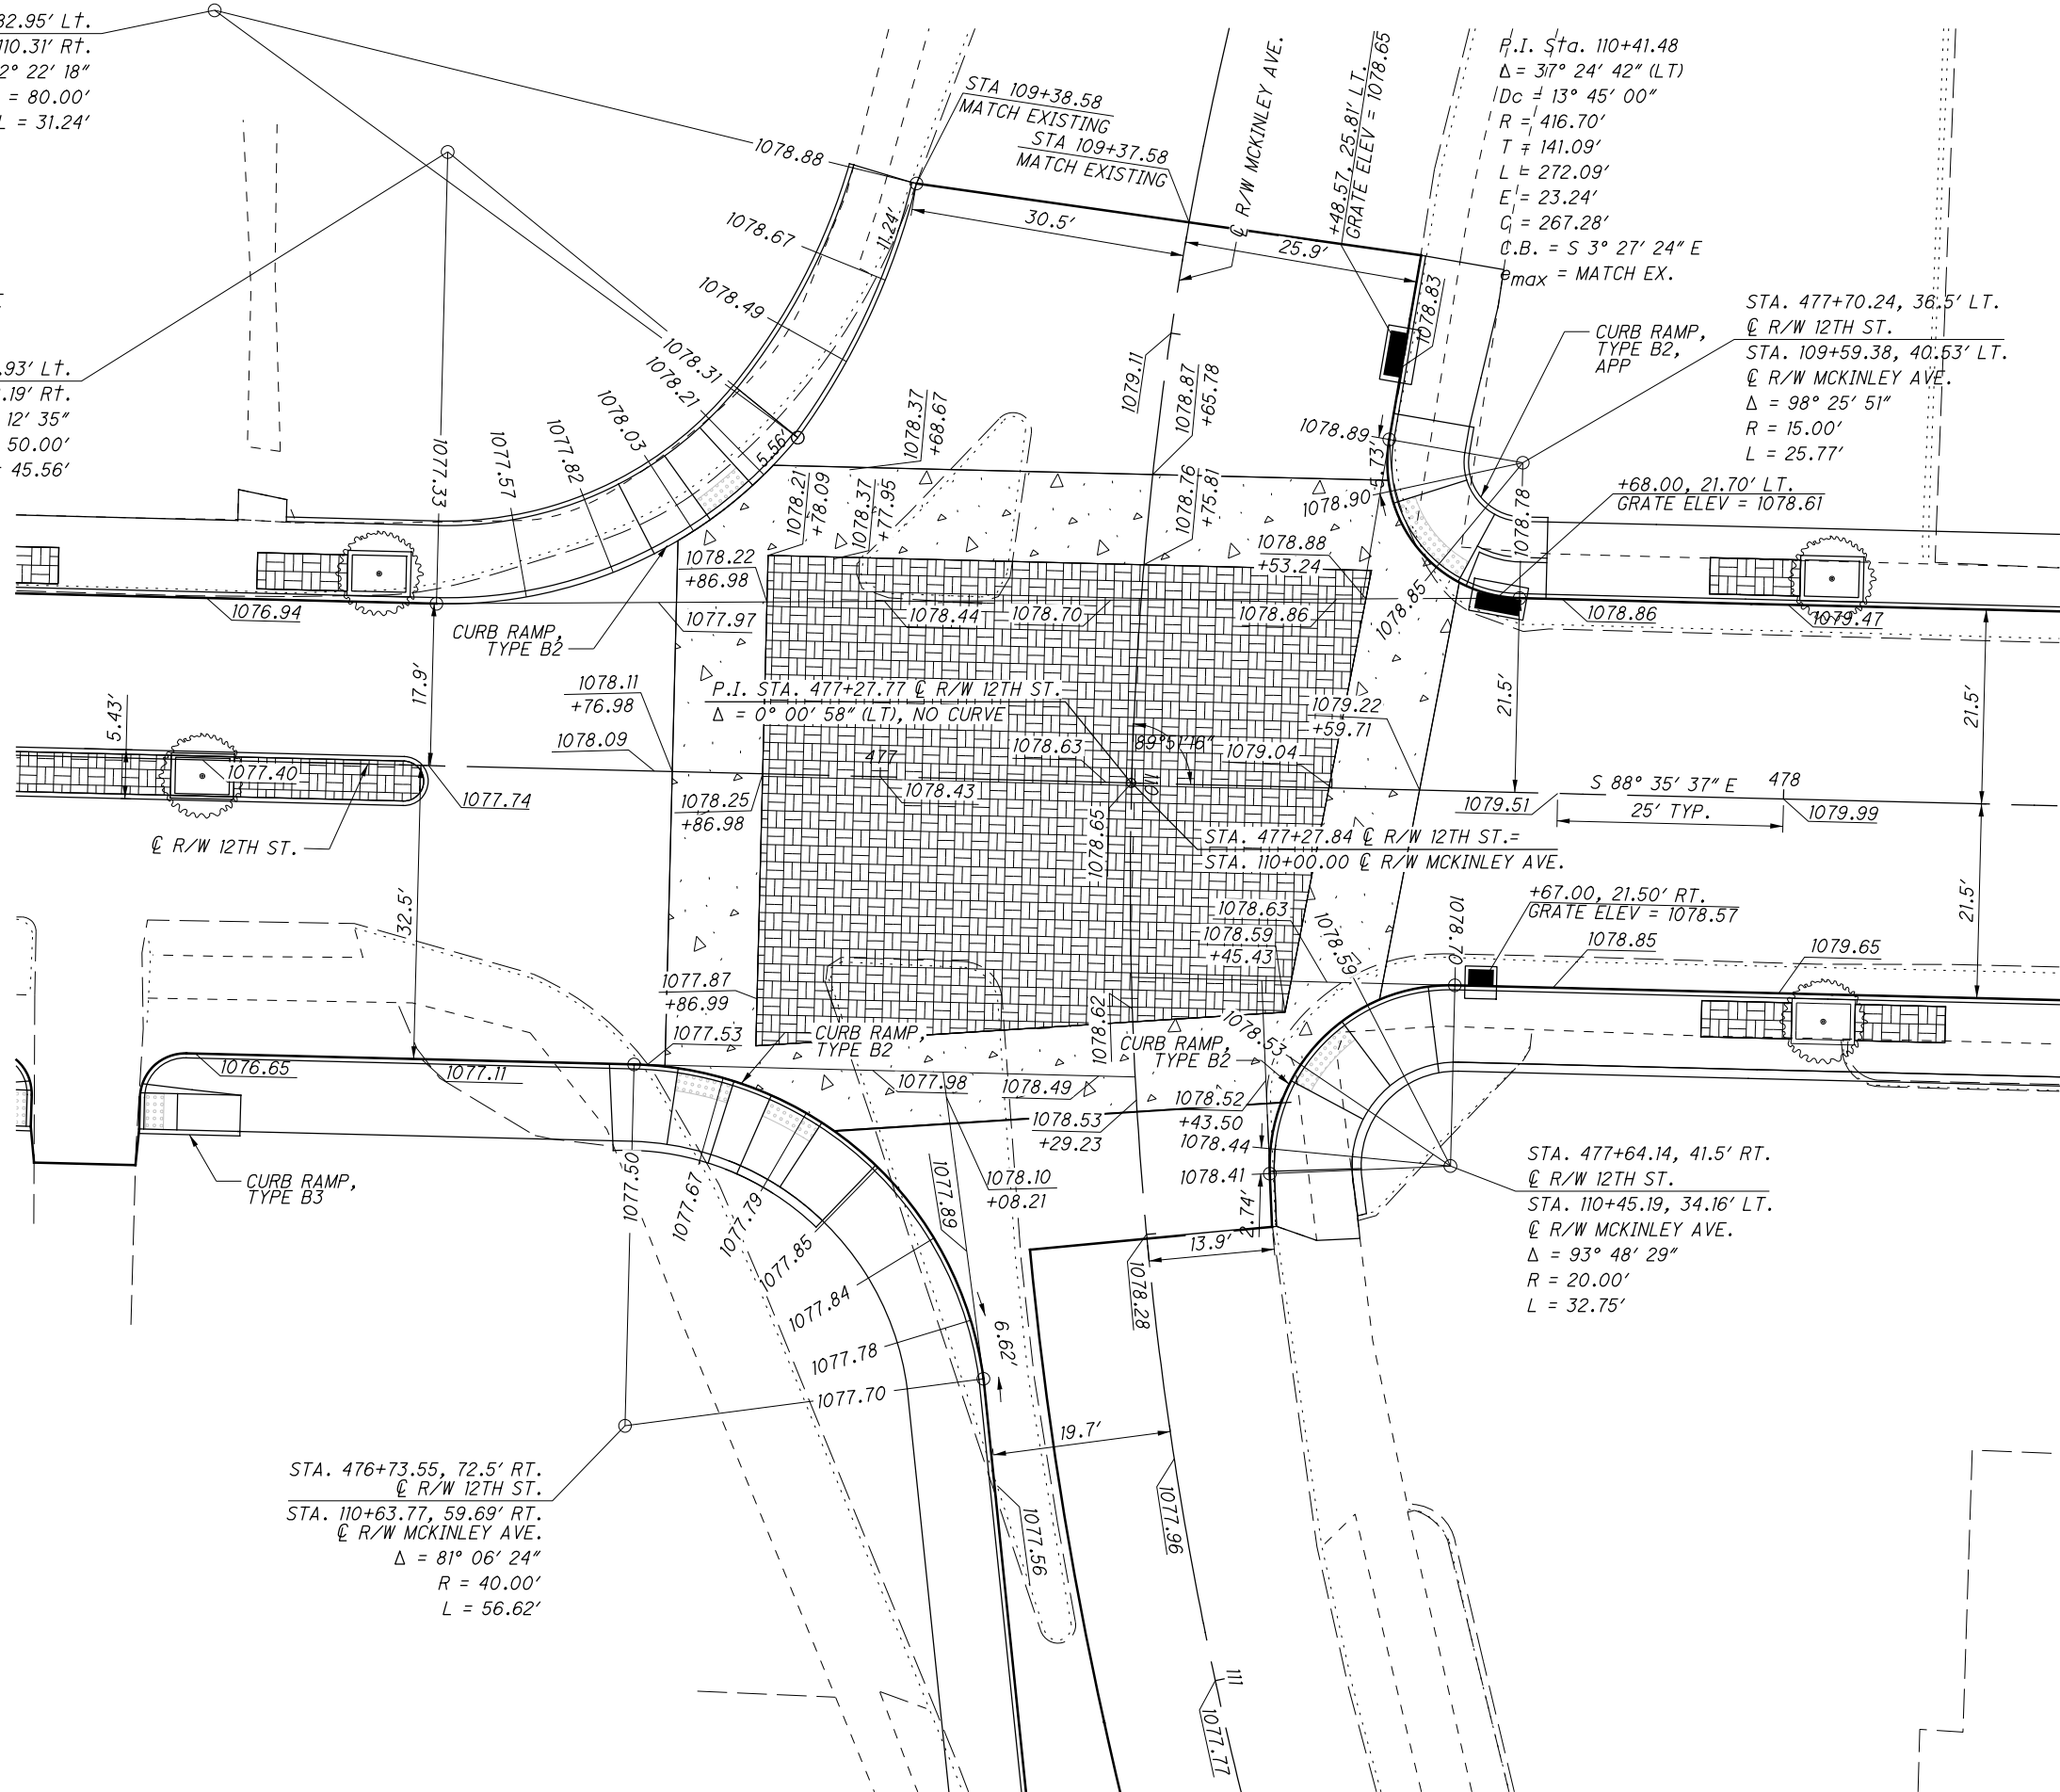 32.95' Lt.
110.31' Rt.
2° 22' 18"
= 80.00'
L = 31.24'
.93' Lt.
.19' Rt.
12' 35"
50.00'
45.56'
STA 109+38.58
MATCH EXISTING
STA 109+37.58
MATCH EXISTING
℄ R/W MCKINLEY AVE.
+48.57, 25.81' LT.
GRATE ELEV = 1078.65
P.I. Sta. 110+41.48
Δ = 37° 24' 42" (LT)
Dc = 13° 45' 00"
R = 416.70'
T = 141.09'
L = 272.09'
E = 23.24'
C = 267.28'
C.B. = S 3° 27' 24" E
emax = MATCH EX.
STA. 477+70.24, 36.5' LT.
℄ R/W 12TH ST.
STA. 109+59.38, 40.53' LT.
℄ R/W MCKINLEY AVE.
Δ = 98° 25' 51"
R = 15.00'
L = 25.77'
CURB RAMP,
TYPE B2,
APP
+68.00, 21.70' LT.
GRATE ELEV = 1078.61
1078.88
1078.67
1078.49
1078.31
1078.21
1078.03
1077.82
1077.57
1077.33
11.24'
5.56'
30.5'
25.9'
1078.83
1079.11
1078.87
+65.78
1078.37
+68.67
1078.21
+78.09
1078.37
+77.95
1078.76
+75.81
1078.89
5.73'
1078.90
1078.78
1078.85
1078.88
+53.24
1078.22
+86.98
1077.97
1078.44
1078.70
1078.86
1078.86
1079.47
1076.94
CURB RAMP,
TYPE B2
17.9'
5.43'
1078.11
+76.98
1078.09
P.I. STA. 477+27.77 ℄ R/W 12TH ST.
Δ = 0° 00' 58" (LT), NO CURVE
1079.22
+59.71
21.5'
21.5'
1077.40
1077.74
477
1078.63
89°51'16"
1079.04
110
1078.43
1078.25
+86.98
S 88° 35' 37" E
478
1079.51
25' TYP.
1079.99
℄ R/W 12TH ST.
1078.65
STA. 477+27.84 ℄ R/W 12TH ST.=
STA. 110+00.00 ℄ R/W MCKINLEY AVE.
32.5'
21.5'
+67.00, 21.50' RT.
GRATE ELEV = 1078.57
1078.63
1078.59
+45.43
1078.59
1078.70
1078.85
1079.65
1077.87
+86.99
1077.53
CURB RAMP,
TYPE B2
1078.62
CURB RAMP,
TYPE B2
1078.53
1076.65
1077.11
1077.98
1078.49
1078.52
+43.50
1078.53
+29.23
1078.44
1078.41
CURB RAMP,
TYPE B3
1077.50
1077.67
1077.79
1077.85
1077.84
1077.78
1077.70
1077.89
1078.10
+08.21
2.74'
13.9'
1078.28
6.62'
STA. 477+64.14, 41.5' RT.
℄ R/W 12TH ST.
STA. 110+45.19, 34.16' LT.
℄ R/W MCKINLEY AVE.
Δ = 93° 48' 29"
R = 20.00'
L = 32.75'
19.7'
1077.56
1077.96
STA. 476+73.55, 72.5' RT.
℄ R/W 12TH ST.
STA. 110+63.77, 59.69' RT.
℄ R/W MCKINLEY AVE.
Δ = 81° 06' 24"
R = 40.00'
L = 56.62'
111
1077.77